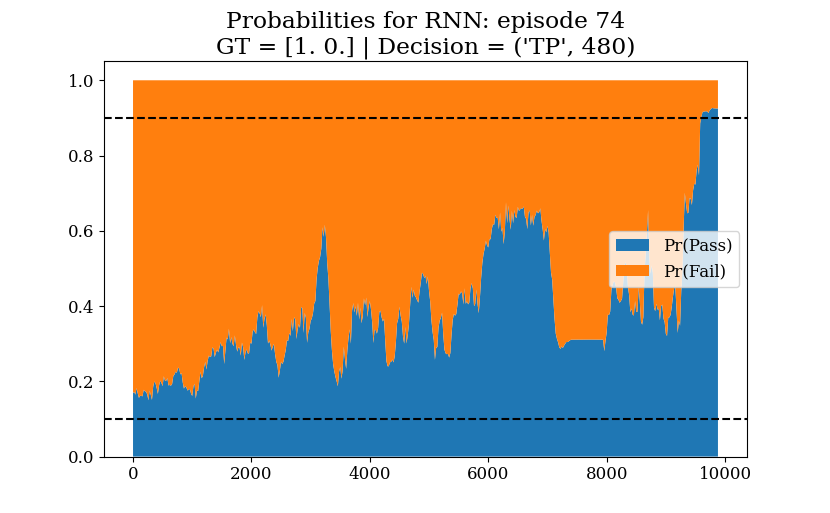 Probabilities for RNN: episode 74
GT = [1. 0.] | Decision = ('TP', 480)
1.0
0.8
0.6
0.4
0.2
0.0
Pr(Pass)
Pr(Fail)
0 2000 4000 6000 8000 10000